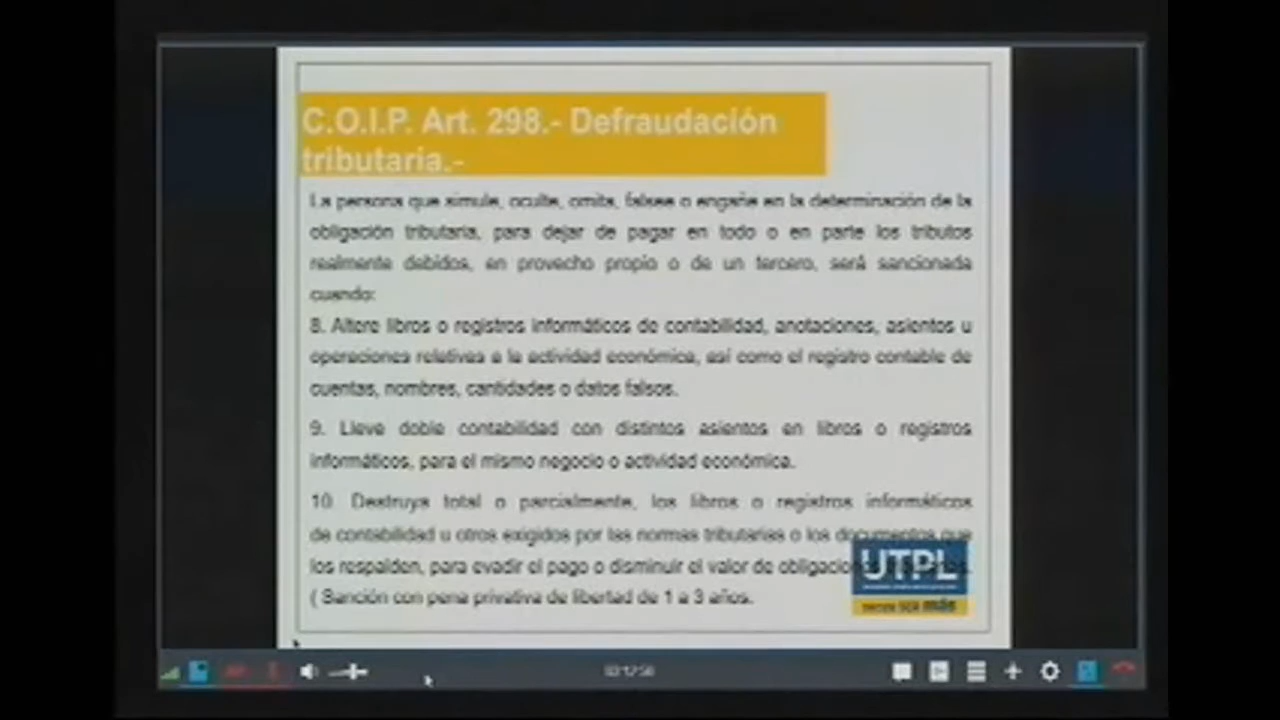 C.O.I.P. Art. 298.- Defraudación
tributaria.-
La persona que simule, oculte, omita, falsee o engañe en la determinación de la
obligación tributaria, para dejar de pagar en todo o en parte los tributos
realmente debidos, en provecho propio o de un tercero, será sancionada
cuando:
8. Altere libros o registros informáticos de contabilidad, anotaciones, asientos u
operaciones relativas a la actividad económica, así como el registro contable de
cuentas, nombres, cantidades o datos falsos.
9. Lleve doble contabilidad con distintos asientos en libros o registros
informáticos, para el mismo negocio o actividad económica.
10. Destruya total o parcialmente, los libros o registros informáticos
de contabilidad u otros exigidos por las normas tributarias o los documentos que
los respalden, para evadir el pago o disminuir el valor de
( Sanción con pena privativa de libertad de 1 a 3 años.
UTPL
más